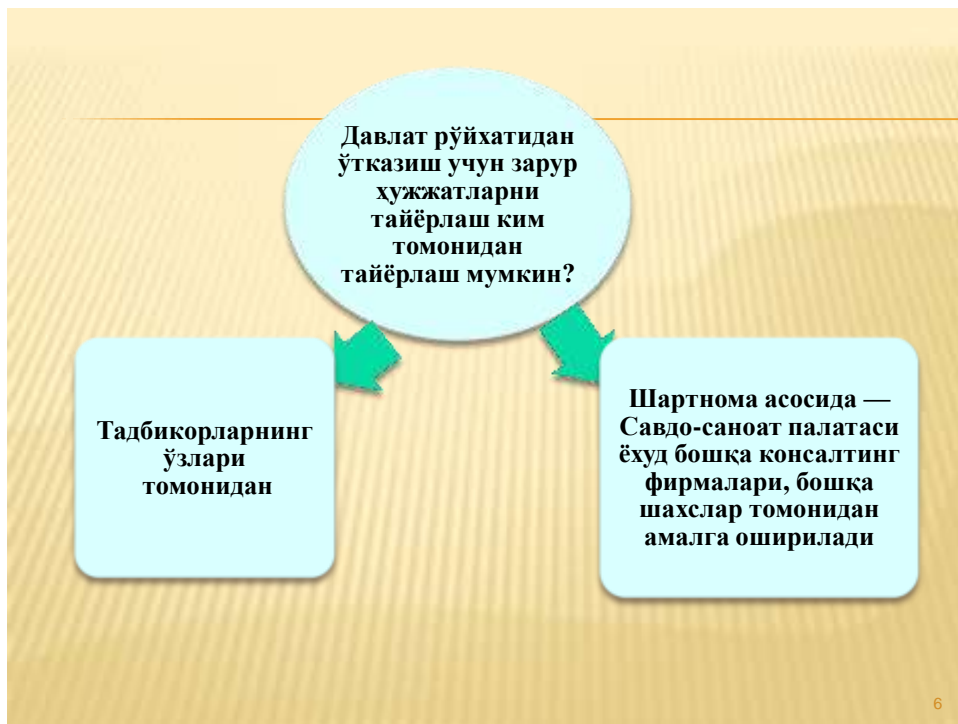 Давлат рўйхатидан
ўтказиш учун зарур
ҳужжатларни
тайёрлаш ким
томонидан
тайёрлаш мумкин?
Тадбикорларнинг
ўзлари
томонидан
Шартнома асосида —
Савдо-саноат палатаси
ёхуд бошқа консалтинг
фирмалари, бошқа
шахслар томонидан
амалга оширилади
6